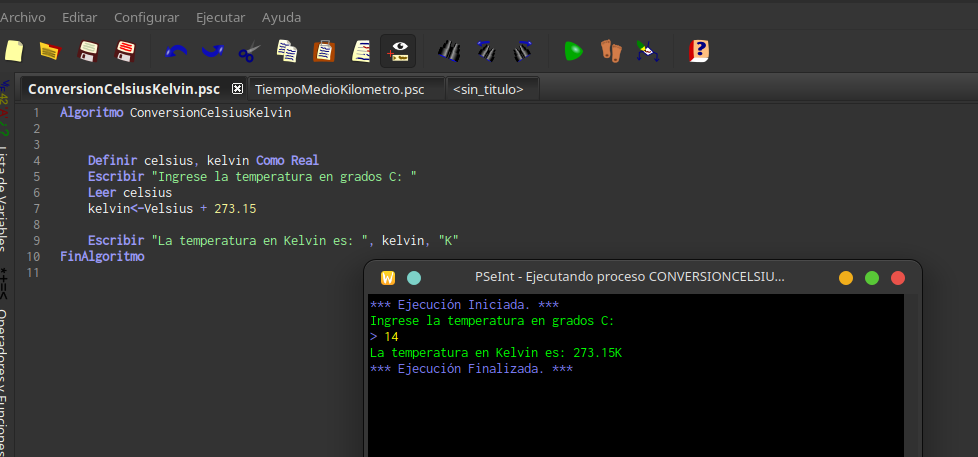 Archivo Editar Configurar Ejecutar Ayuda
ConversionCelsiusKelvin.psc TiempoMedioKilometro.psc <sin_titulo>
Lista de Variables
Operadores y Funciones
1 Algoritmo ConversionCelsiusKelvin
2
3
4 Definir celsius, kelvin Como Real
5 Escribir "Ingrese la temperatura en grados C: "
6 Leer celsius
7 kelvin<-Velsius + 273.15
8
9 Escribir "La temperatura en Kelvin es: ", kelvin, "K"
10 FinAlgoritmo
11
PSeInt - Ejecutando proceso CONVERSIONCELSIU...
*** Ejecución Iniciada. ***
Ingrese la temperatura en grados C:
> 14
La temperatura en Kelvin es: 273.15K
*** Ejecución Finalizada. ***